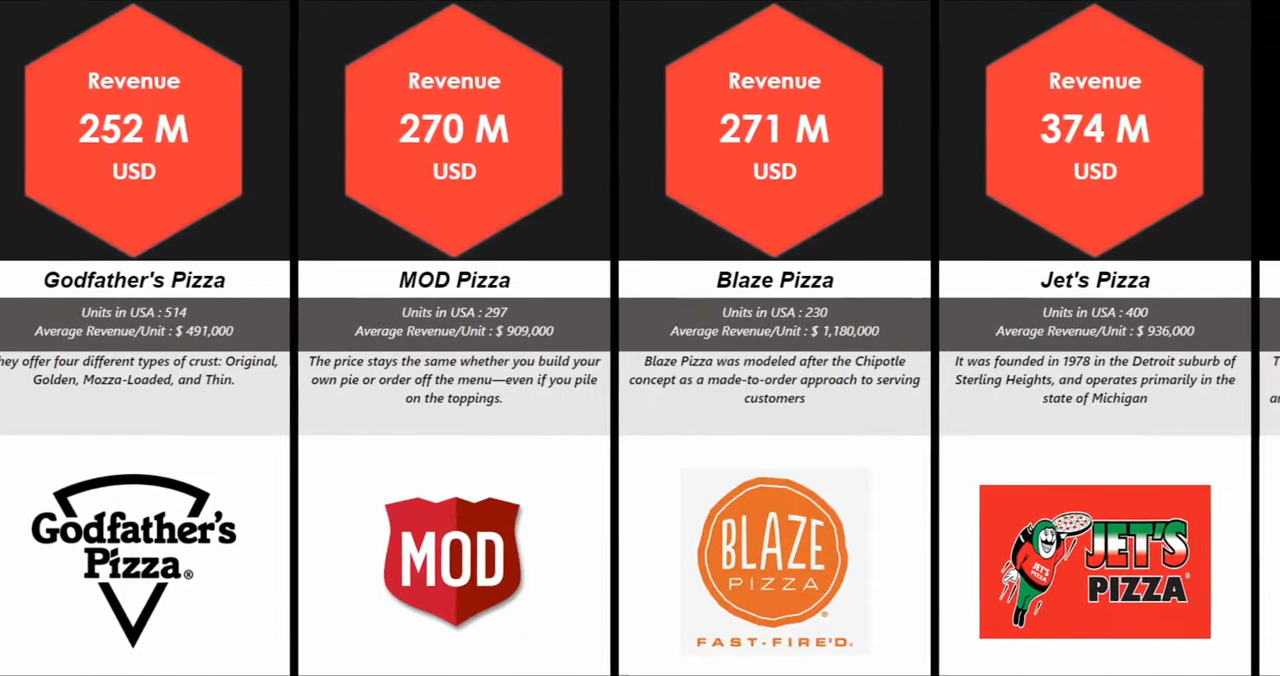 Revenue
252 M
USD
Godfather's Pizza
Units in USA : 514
Average Revenue/Unit : $ 491,000
hey offer four different types of crust: Original,
Golden, Mozza-Loaded, and Thin.
Godfather's
Pizza®
Revenue
270 M
USD
MOD Pizza
Units in USA : 297
Average Revenue/Unit : $ 909,000
The price stays the same whether you build your
own pie or order off the menu—even if you pile
on the toppings.
MOD
Revenue
271 M
USD
Blaze Pizza
Units in USA : 230
Average Revenue/Unit : $ 1,180,000
Blaze Pizza was modeled after the Chipotle
concept as a made-to-order approach to serving
customers
BLAZE
PIZZA
FAST-FIRE'D.
Revenue
374 M
USD
Jet's Pizza
Units in USA : 400
Average Revenue/Unit : $ 936,000
It was founded in 1978 in the Detroit suburb of
Sterling Heights, and operates primarily in the
state of Michigan
JET'S
PIZZA
JET'S
PIZZA